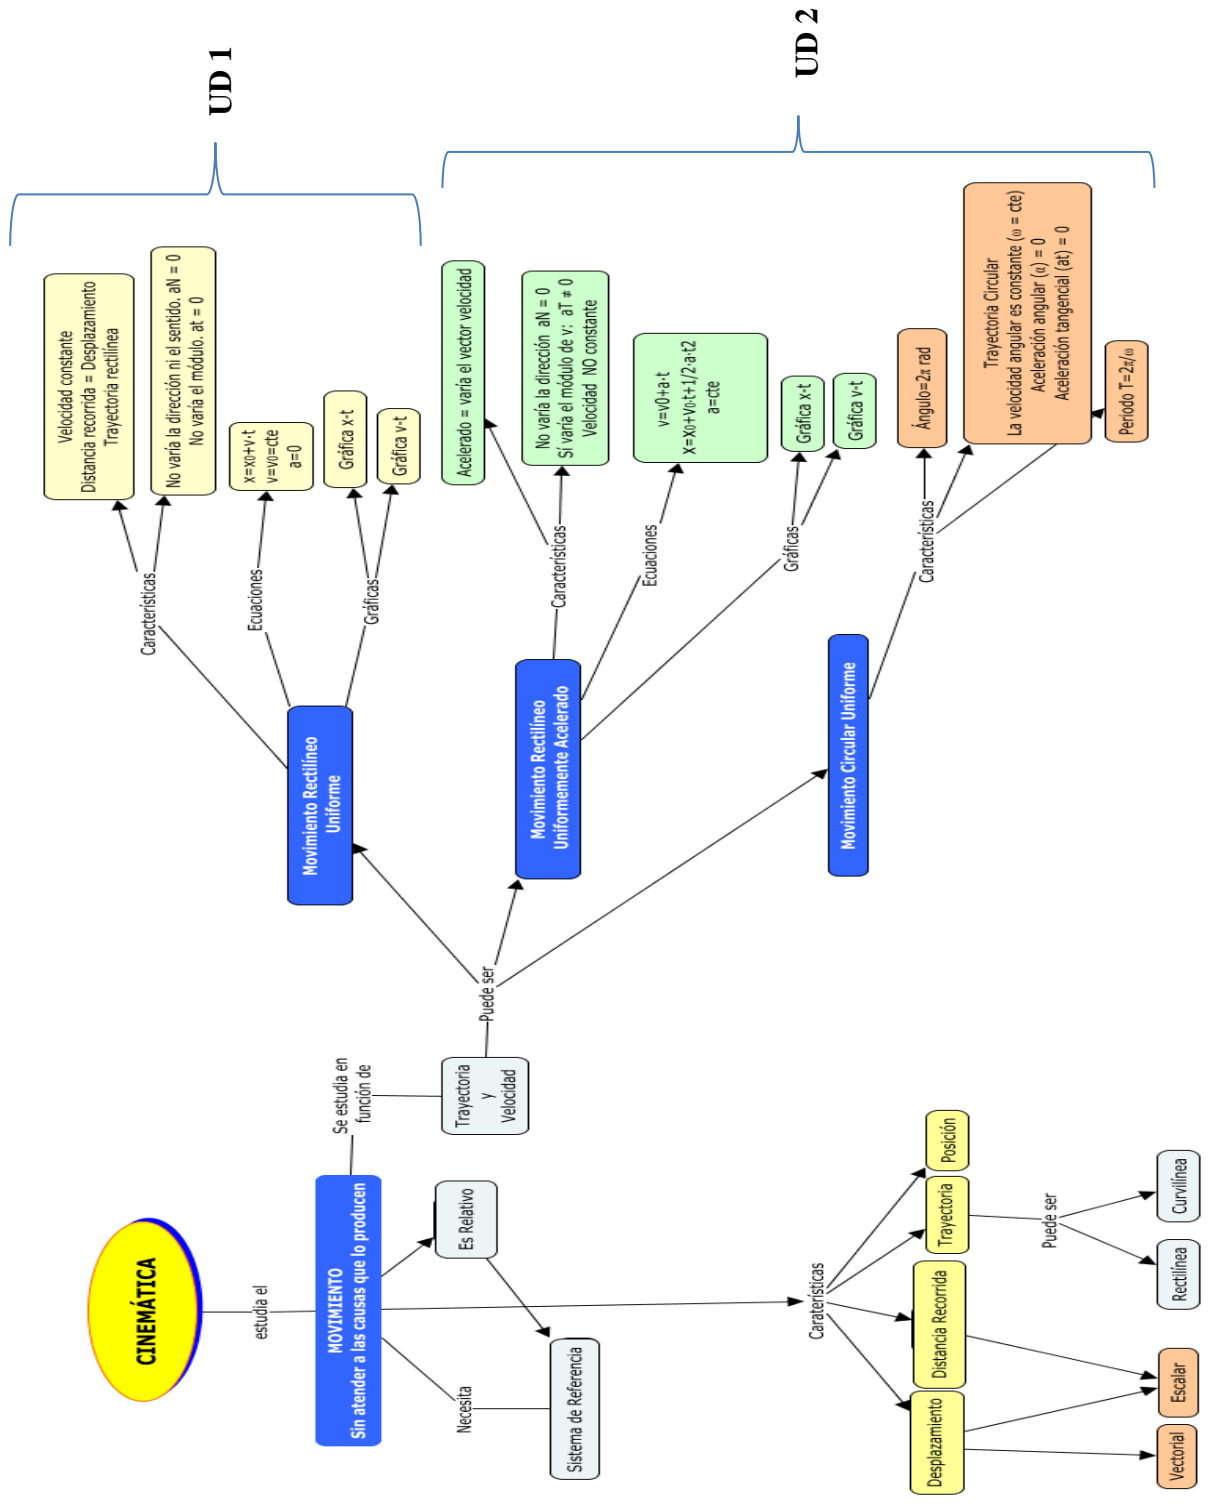 CINEMÁTICA
estudia el
MOVIMIENTO
Sin atender a las causas que lo producen
Necesita
Sistema de Referencia
Es Relativo
Se estudia en
función de
Trayectoria
y
Velocidad
Puede ser
Movimiento Rectilíneo
Uniforme
Características
Velocidad constante
Distancia recorrida = Desplazamiento
Trayectoria rectilínea
No varía la dirección ni el sentido. aN = 0
No varía el módulo. at = 0
Ecuaciones
x=x0+v·t
v=v0=cte
a=0
Gráficas
Gráfica x-t
Gráfica v-t
UD 1
Movimiento Rectilíneo
Uniformemente Acelerado
Características
Acelerado = varía el vector velocidad
No varía la dirección aN = 0
Sí varía el módulo de v: aT ≠ 0
Velocidad NO constante
Ecuaciones
v=v0+a·t
x=x0+v0·t+1/2·a·t2
a=cte
Gráficas
Gráfica x-t
Gráfica v-t
Movimiento Circular Uniforme
Características
Ángulo=2π rad
Trayectoria Circular
La velocidad angular es constante (ω = cte)
Aceleración angular (α) = 0
Aceleración tangencial (at) = 0
Periodo T=2π/ω
UD 2
Caraterísticas
Desplazamiento
Distancia Recorrida
Trayectoria
Posición
Vectorial
Escalar
Puede ser
Rectilínea
Curvilínea